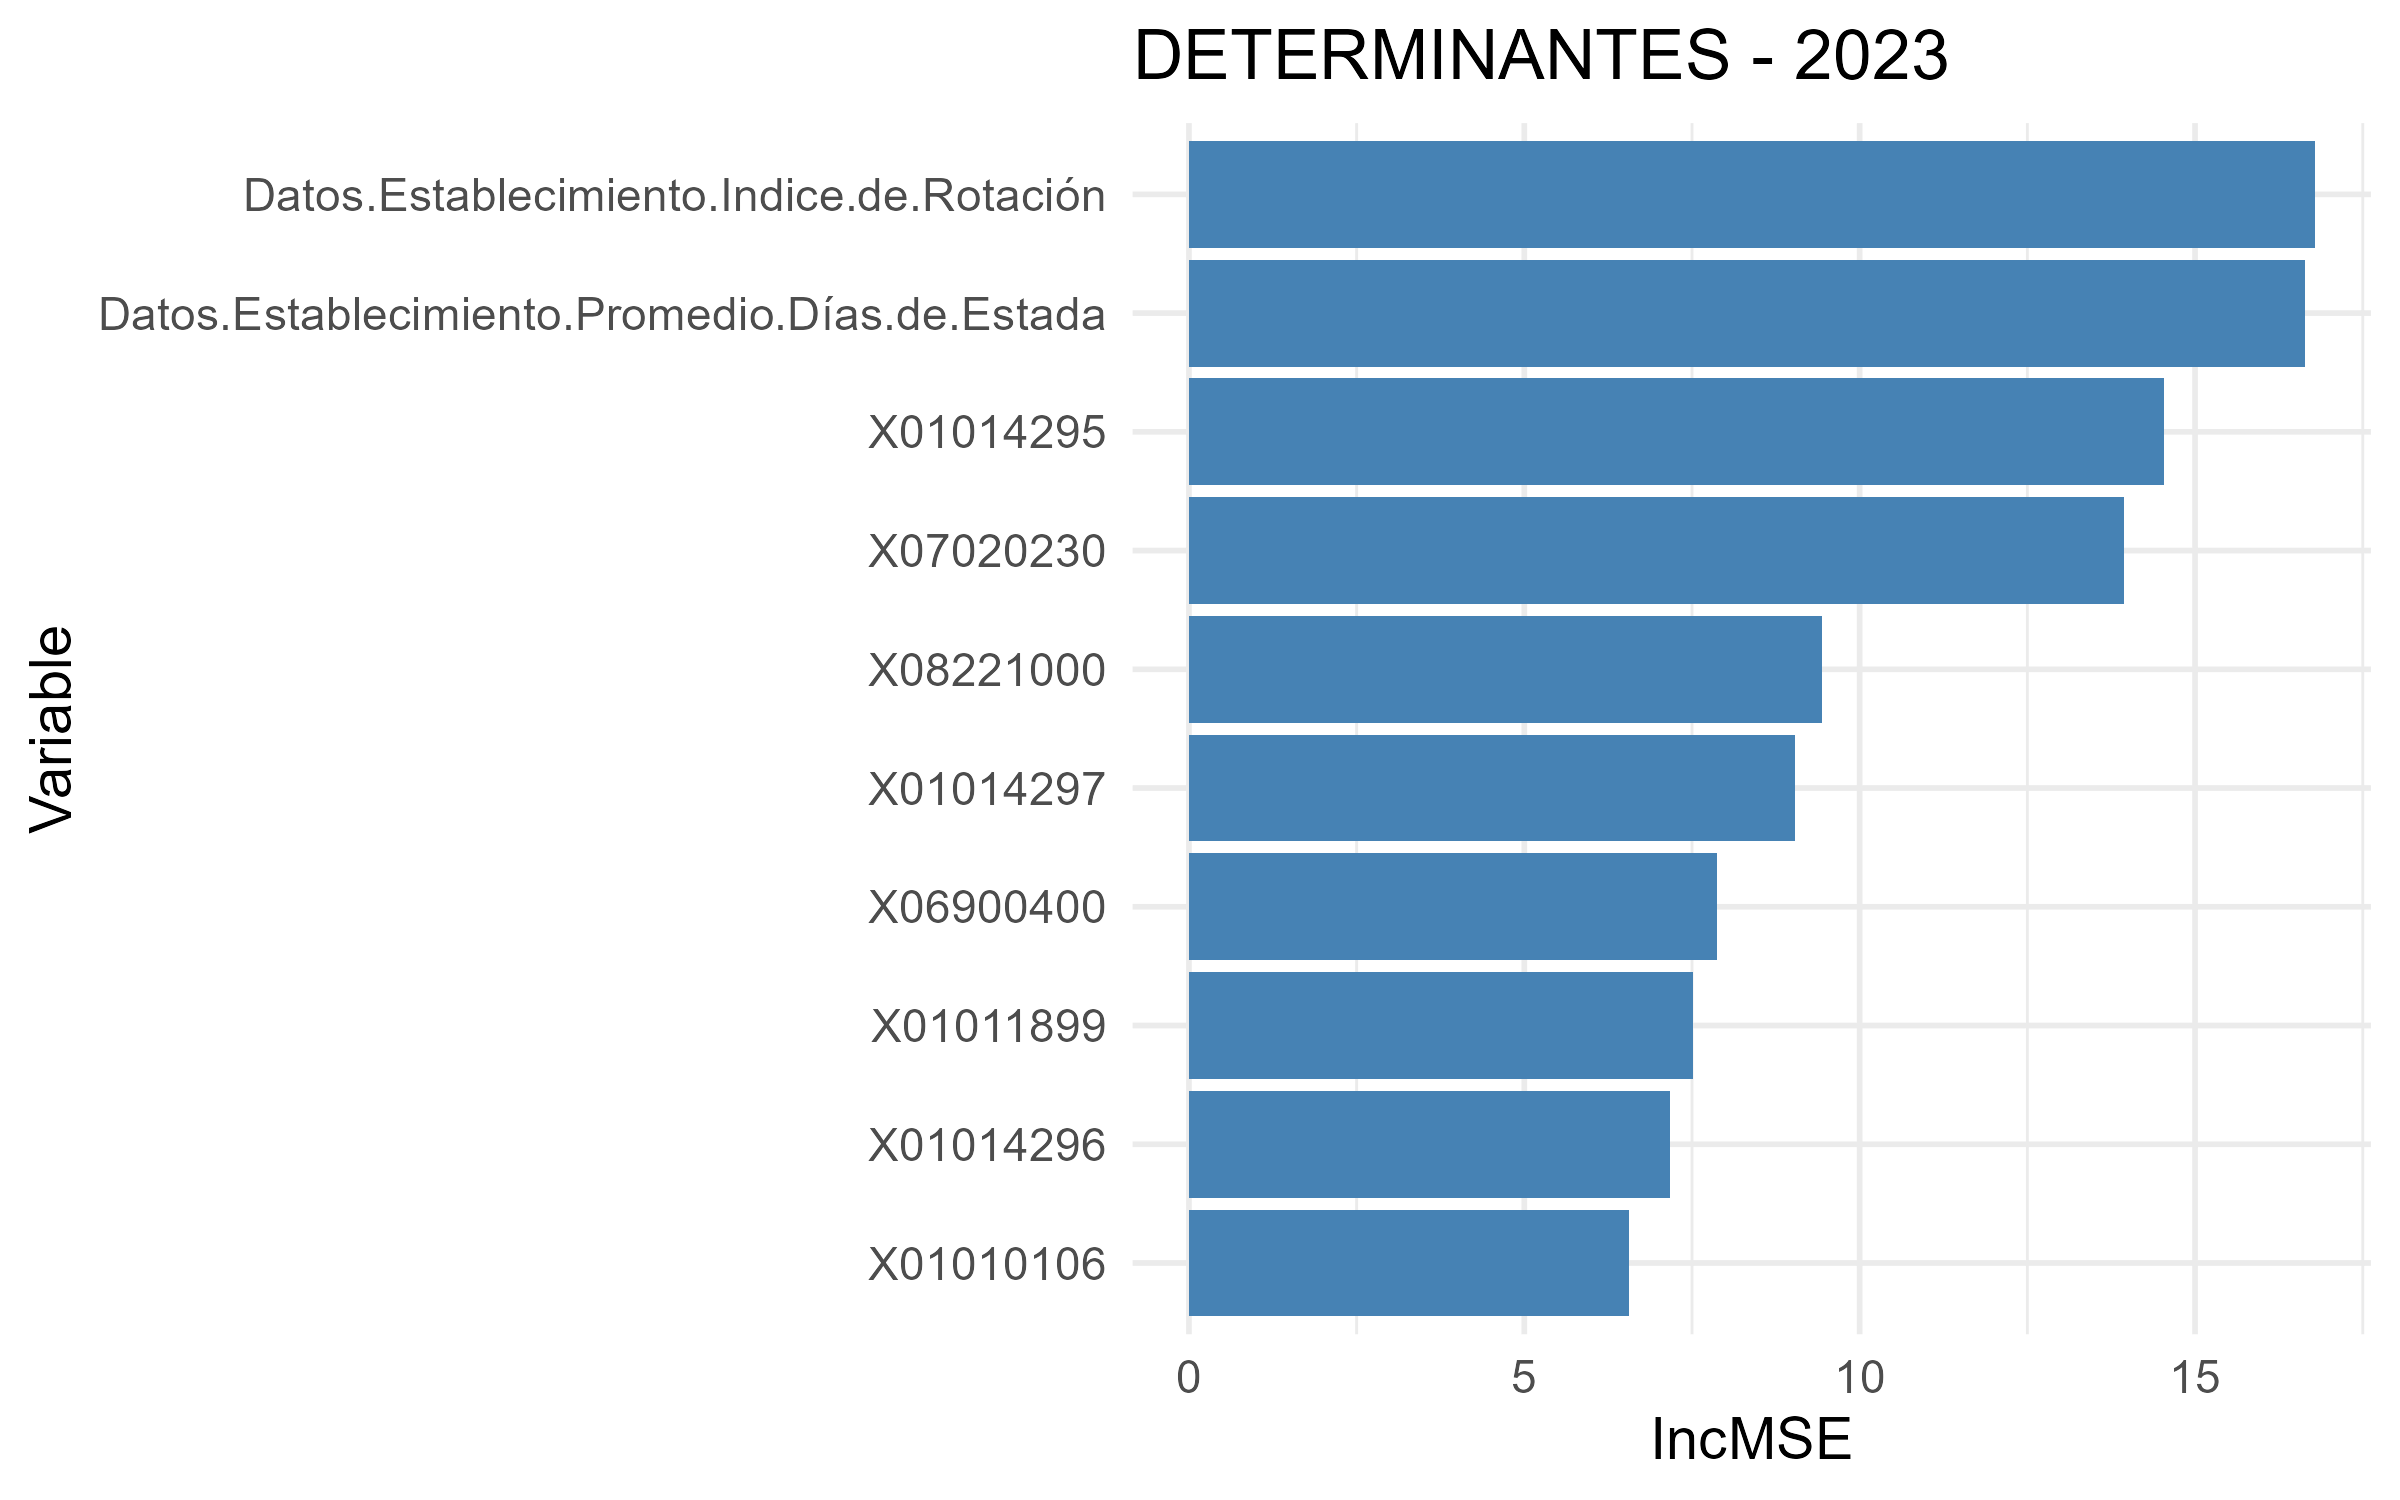 DETERMINANTES - 2023
Datos.Establecimiento.Indice.de.Rotación
Datos.Establecimiento.Promedio.Días.de.Estada
X01014295
X07020230
X08221000
X01014297
X06900400
X01011899
X01014296
X01010106
Variable
0 5 10 15
IncMSE